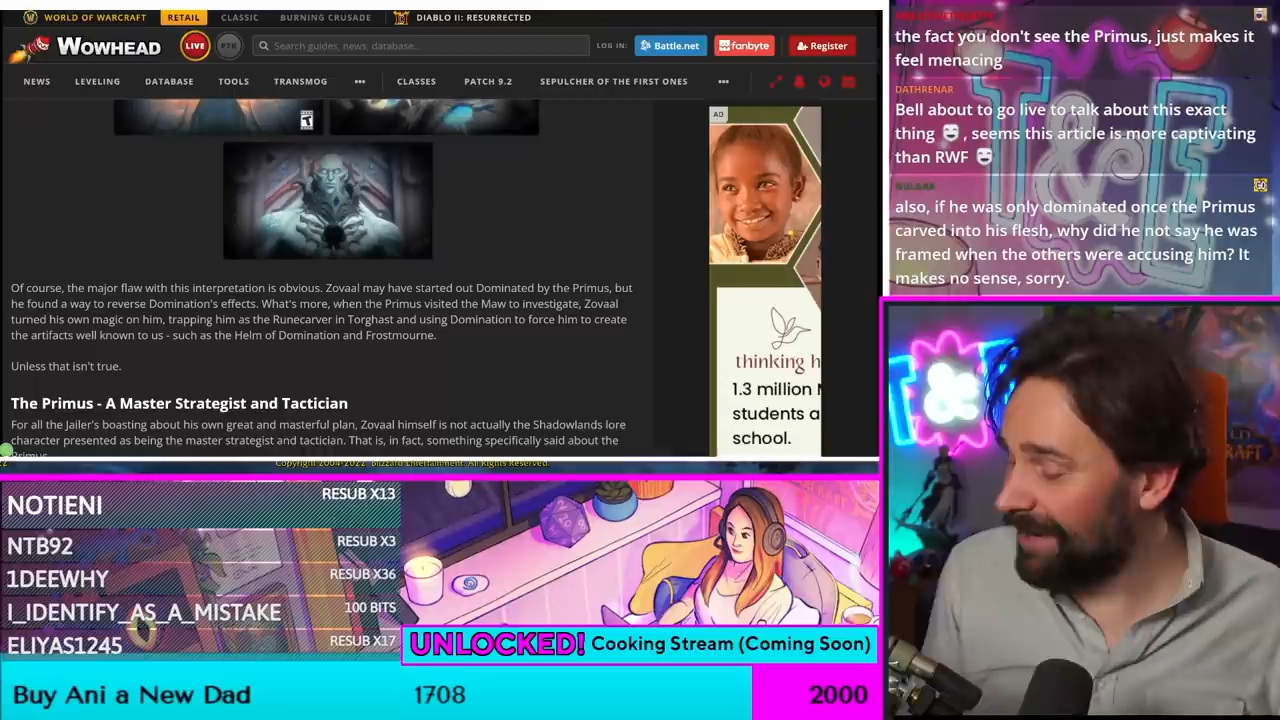 WORLD OF WARCRAFT RETAIL CLASSIC BURNING CRUSADE DIABLO II: RESURRECTED
WOWHEAD LIVE PTR Search guides, news, database... LOG IN: Battle.net fanbyte Register
NEWS LEVELING DATABASE TOOLS TRANSMOG ••• CLASSES PATCH 9.2 SEPULCHER OF THE FIRST ONES •••
T
AD
Of course, the major flaw with this interpretation is obvious. Zovaal may have started out Dominated by the Primus, but
he found a way to reverse Domination's effects. What's more, when the Primus visited the Maw to investigate, Zovaal
turned his own magic on him, trapping him as the Runecarver in Torghast and using Domination to force him to create
the artifacts well known to us - such as the Helm of Domination and Frostmourne.
Unless that isn't true.
The Primus - A Master Strategist and Tactician
For all the Jailer's boasting about his own great and masterful plan, Zovaal himself is not actually the Shadowlands lore
character presented as being the master strategist and tactician. That is, in fact, something specifically said about the
Primus.
thinking h
1.3 million
students a
school.
Copyright 2004-2022 Blizzard Entertainment. All Rights Reserved.
the fact you don't see the Primus, just makes it
feel menacing
DATHRENAR
Bell about to go live to talk about this exact
thing , seems this article is more captivating
than RWF
also, if he was only dominated once the Primus
carved into his flesh, why did he not say he was
framed when the others were accusing him? It
makes no sense, sorry.
NOTIENI RESUB X13
NTB92 RESUB X3
1DEEWHY RESUB X36
I_IDENTIFY_AS_A_MISTAKE 100 BITS
ELIYAS1245 RESUB X17
UNLOCKED! Cooking Stream (Coming Soon)
Buy Ani a New Dad 1708 2000